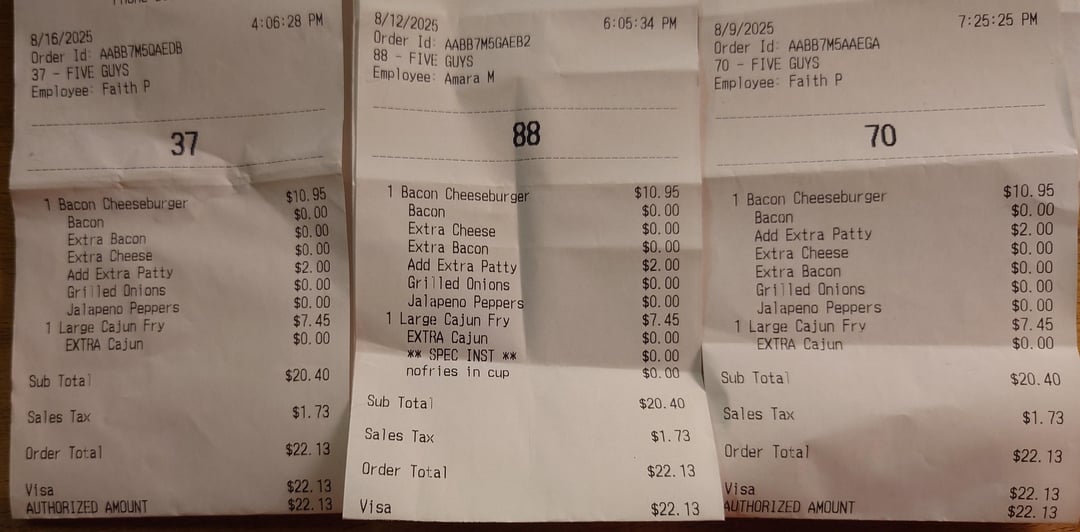 4:06:28 PM
8/16/2025
Order Id: AABB7M5QAEDB
37 - FIVE GUYS
Employee: Faith P
37
1 Bacon Cheeseburger $10.95
Bacon $0.00
Extra Bacon $0.00
Extra Cheese $0.00
Add Extra Patty $2.00
Grilled Onions $0.00
Jalapeno Peppers $0.00
1 Large Cajun Fry $7.45
EXTRA Cajun $0.00
Sub Total $20.40
Sales Tax $1.73
Order Total $22.13
Visa $22.13
AUTHORIZED AMOUNT $22.13
8/12/2025 6:05:34 PM
Order Id: AABB7M5GAEB2
88 - FIVE GUYS
Employee: Amara M
88
1 Bacon Cheeseburger $10.95
Bacon $0.00
Extra Cheese $0.00
Extra Bacon $0.00
Add Extra Patty $2.00
Grilled Onions $0.00
Jalapeno Peppers $0.00
1 Large Cajun Fry $7.45
EXTRA Cajun $0.00
** SPEC INST ** $0.00
nofries in cup $0.00
Sub Total $20.40
Sales Tax $1.73
Order Total $22.13
Visa $22.13
8/9/2025 7:25:25 PM
Order Id: AABB7M5AAEGA
70 - FIVE GUYS
Employee: Faith P
70
1 Bacon Cheeseburger $10.95
Bacon $0.00
Add Extra Patty $2.00
Extra Cheese $0.00
Extra Bacon $0.00
Grilled Onions $0.00
Jalapeno Peppers $0.00
1 Large Cajun Fry $7.45
EXTRA Cajun $0.00
Sub Total $20.40
Sales Tax $1.73
Order Total $22.13
Visa $22.13
AUTHORIZED AMOUNT $22.13